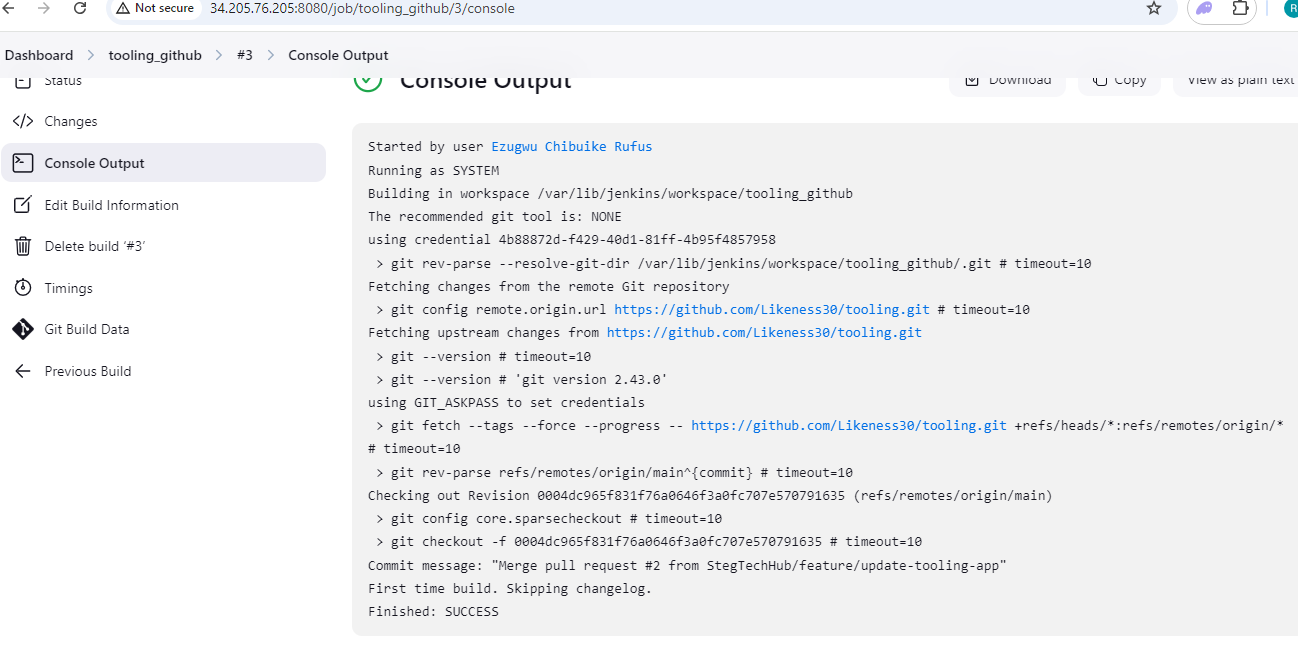 Not secure 34.205.76.205:8080/job/tooling_github/3/console
R
Dashboard > tooling_github > #3 > Console Output
Status
Changes
Console Output
Edit Build Information
Delete build ‘#3’
Timings
Git Build Data
Previous Build
Console Output
Download
Copy
View as plain text
Started by user Ezugwu Chibuike Rufus
Running as SYSTEM
Building in workspace /var/lib/jenkins/workspace/tooling_github
The recommended git tool is: NONE
using credential 4b88872d-f429-40d1-81ff-4b95f4857958
> git rev-parse --resolve-git-dir /var/lib/jenkins/workspace/tooling_github/.git # timeout=10
Fetching changes from the remote Git repository
> git config remote.origin.url https://github.com/Likeness30/tooling.git # timeout=10
Fetching upstream changes from https://github.com/Likeness30/tooling.git
> git --version # timeout=10
> git --version # 'git version 2.43.0'
using GIT_ASKPASS to set credentials
> git fetch --tags --force --progress -- https://github.com/Likeness30/tooling.git +refs/heads/*:refs/remotes/origin/*
# timeout=10
> git rev-parse refs/remotes/origin/main^{commit} # timeout=10
Checking out Revision 0004dc965f831f76a0646f3a0fc707e570791635 (refs/remotes/origin/main)
> git config core.sparsecheckout # timeout=10
> git checkout -f 0004dc965f831f76a0646f3a0fc707e570791635 # timeout=10
Commit message: "Merge pull request #2 from StegTechHub/feature/update-tooling-app"
First time build. Skipping changelog.
Finished: SUCCESS